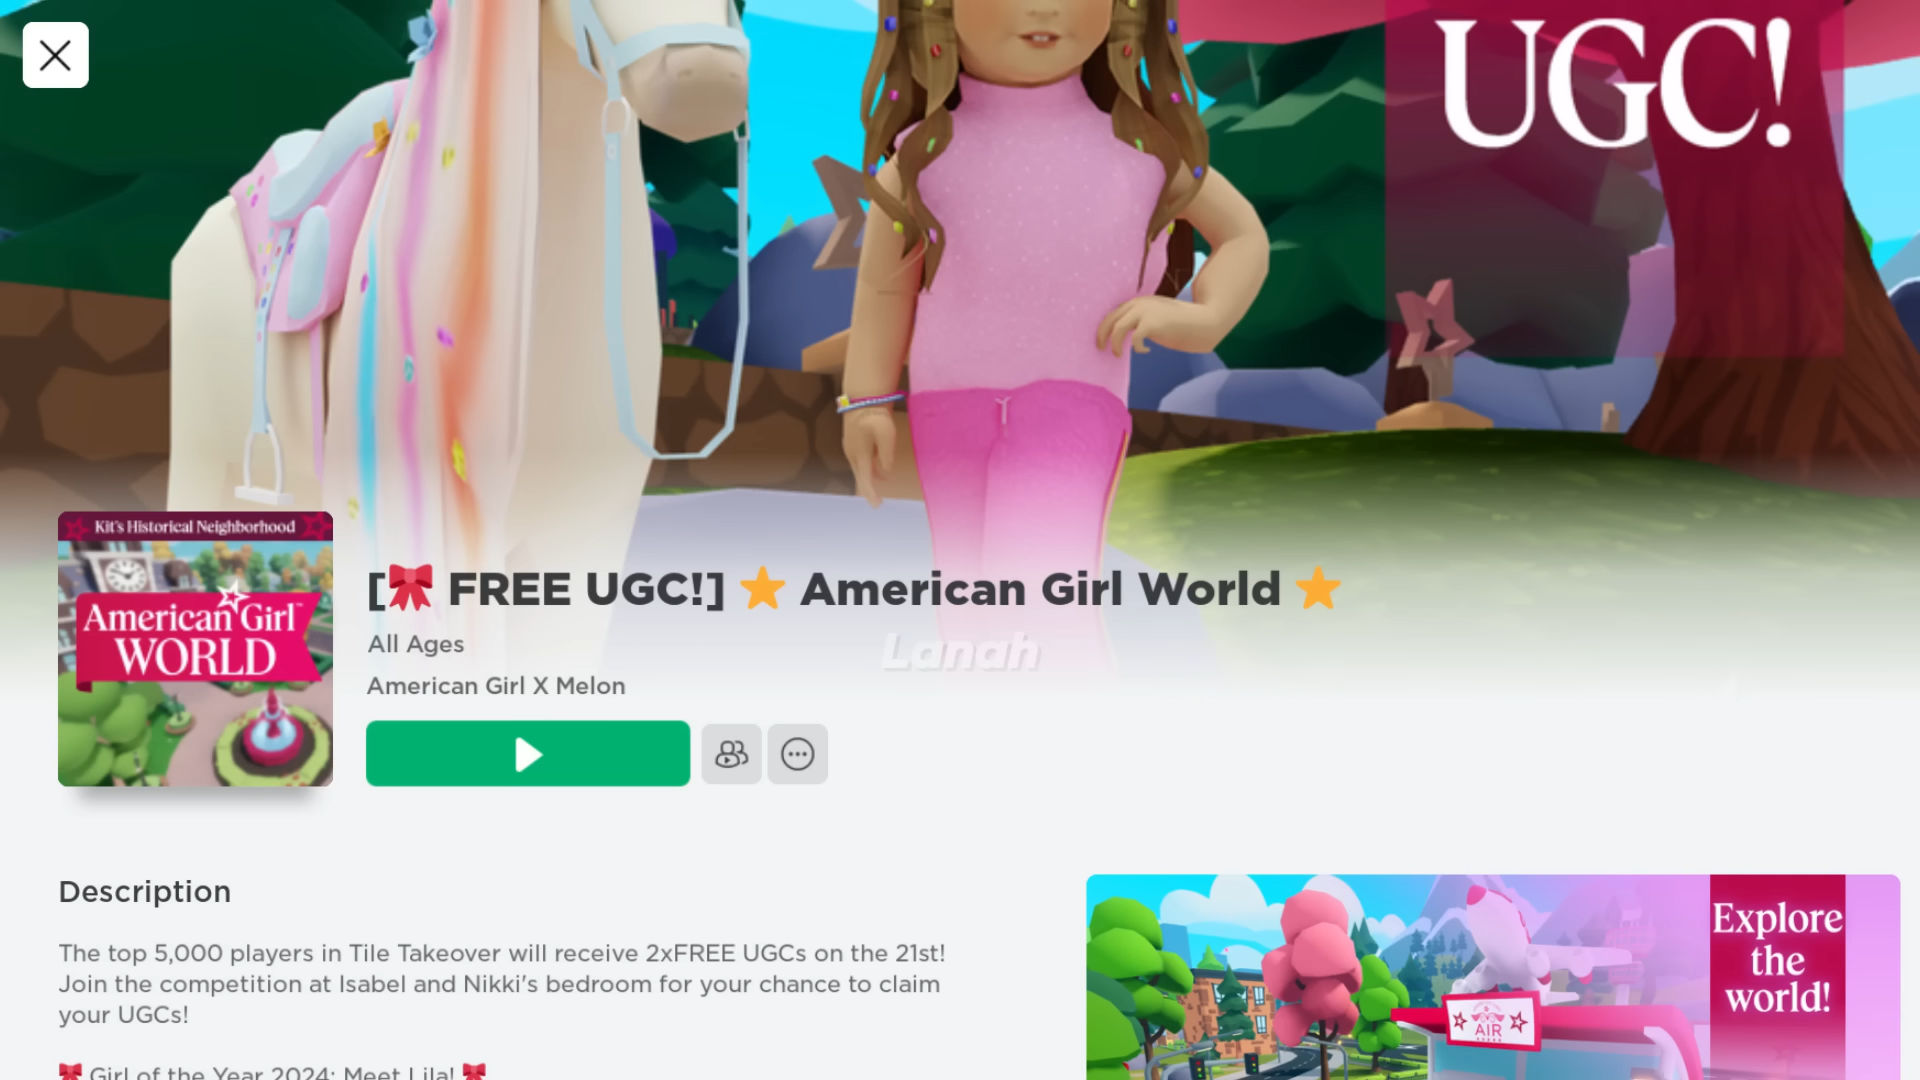 UGC!
Kit's Historical Neighborhood
American Girl™
WORLD
[🎀 FREE UGC!] ⭐ American Girl World ⭐
All Ages
Lanah
American Girl X Melon
Description
The top 5,000 players in Tile Takeover will receive 2xFREE UGCs on the 21st!
Join the competition at Isabel and Nikki's bedroom for your chance to claim
your UGCs!
🎀 Girl of the Year 2024: Meet Lila! 🎀
Explore
the
world!
AIR